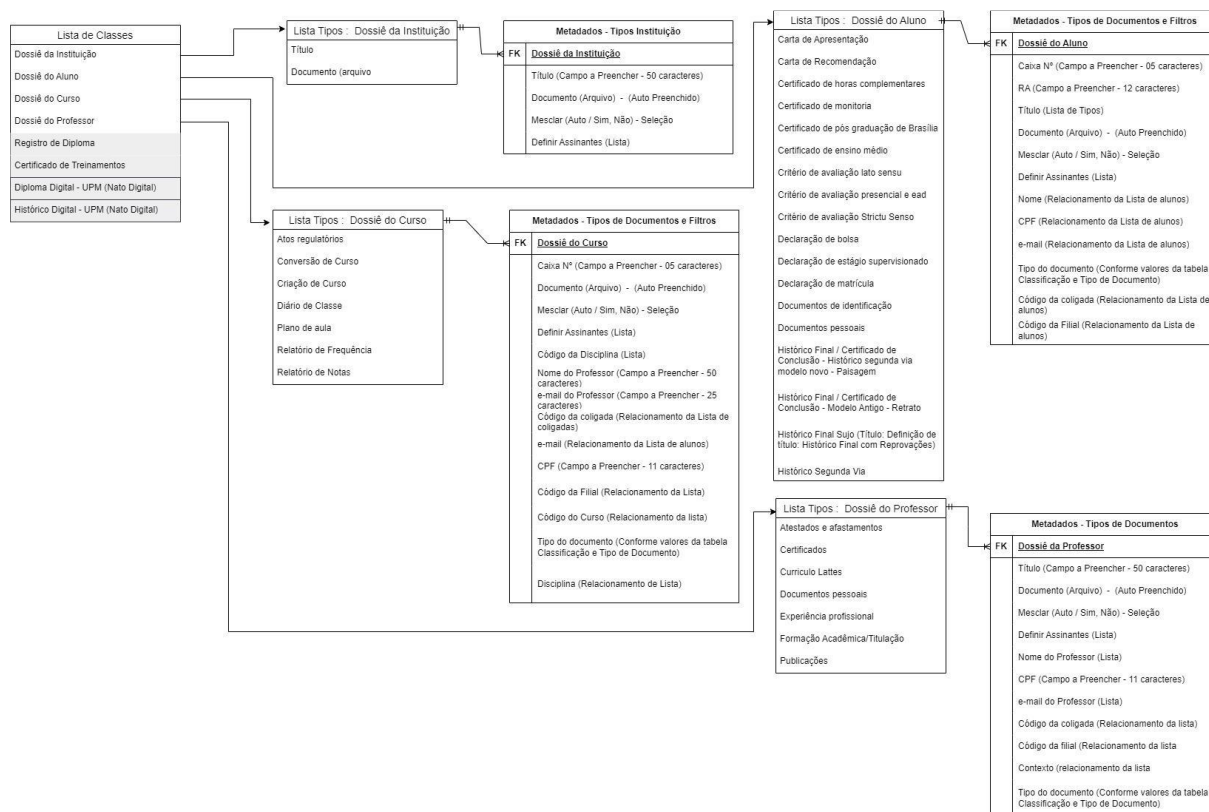 Lista de Classes
Dossiê da Instituição
Dossiê do Aluno
Dossiê do Curso
Dossiê do Professor
Registro de Diploma
Certificado de Treinamentos
Diploma Digital - UPM (Nato Digital)
Histórico Digital - UPM (Nato Digital)
Lista Tipos : Dossiê da Instituição
Título
Documento (arquivo
Metadados - Tipos Instituição
FK Dossiê da Instituição
Título (Campo a Preencher - 50 caracteres)
Documento (Arquivo) - (Auto Preenchido)
Mesclar (Auto / Sim, Não) - Seleção
Definir Assinantes (Lista)
Lista Tipos : Dossiê do Aluno
Carta de Apresentação
Carta de Recomendação
Certificado de horas complementares
Certificado de monitoria
Certificado de pós graduação de Brasília
Certificado de ensino médio
Critério de avaliação lato sensu
Critério de avaliação presencial e ead
Critério de avaliação Strictu Senso
Declaração de bolsa
Declaração de estágio supervisionado
Declaração de matrícula
Documentos de identificação
Documentos pessoais
Histórico Final / Certificado de
Conclusão - Histórico segunda via
modelo novo - Paisagem
Histórico Final / Certificado de
Conclusão - Modelo Antigo - Retrato
Histórico Final Sujo (Título: Definição de
título: Histórico Final com Reprovações)
Histórico Segunda Via
Metadados - Tipos de Documentos e Filtros
FK Dossiê do Aluno
Caixa Nº (Campo a Preencher - 05 caracteres)
RA (Campo a Preencher - 12 caracteres)
Título (Lista de Tipos)
Documento (Arquivo) - (Auto Preenchido)
Mesclar (Auto / Sim, Não) - Seleção
Definir Assinantes (Lista)
Nome (Relacionamento da Lista de alunos)
CPF (Relacionamento da Lista de alunos)
e-mail (Relacionamento da Lista de alunos)
Tipo do documento (Conforme valores da tabela
Classificação e Tipo de Documento)
Código da coligada (Relacionamento da Lista de
alunos)
Código da Filial (Relacionamento da Lista de
alunos)
Lista Tipos : Dossiê do Curso
Atos regulatórios
Conversão de Curso
Criação de Curso
Diário de Classe
Plano de aula
Relatório de Frequência
Relatório de Notas
Metadados - Tipos de Documentos e Filtros
FK Dossiê do Curso
Caixa Nº (Campo a Preencher - 05 caracteres)
Documento (Arquivo) - (Auto Preenchido)
Mesclar (Auto / Sim, Não) - Seleção
Definir Assinantes (Lista)
Código da Disciplina (Lista)
Nome do Professor (Campo a Preencher - 50
caracteres)
e-mail do Professor (Campo a Preencher - 25
caracteres)
Código da coligada (Relacionamento da Lista de
coligadas)
e-mail (Relacionamento da Lista de alunos)
CPF (Campo a Preencher - 11 caracteres)
Código da Filial (Relacionamento da Lista)
Código do Curso (Relacionamento da lista)
Tipo do documento (Conforme valores da tabela
Classificação e Tipo de Documento)
Disciplina (Relacionamento de Lista)
Lista Tipos : Dossiê do Professor
Atestados e afastamentos
Certificados
Curriculo Lattes
Documentos pessoais
Experiência profissional
Formação Acadêmica/Titulação
Publicações
Metadados - Tipos de Documentos
FK Dossiê da Professor
Título (Campo a Preencher - 50 caracteres)
Documento (Arquivo) - (Auto Preenchido)
Mesclar (Auto / Sim, Não) - Seleção
Definir Assinantes (Lista)
Nome do Professor (Lista)
CPF (Campo a Preencher - 11 caracteres)
e-mail do Professor (Lista)
Código da coligada (Relacionamento da lista)
Código da filial (Relacionamento da lista
Contexto (relacionamento da lista
Tipo do documento (Conforme valores da tabela
Classificação e Tipo de Documento)